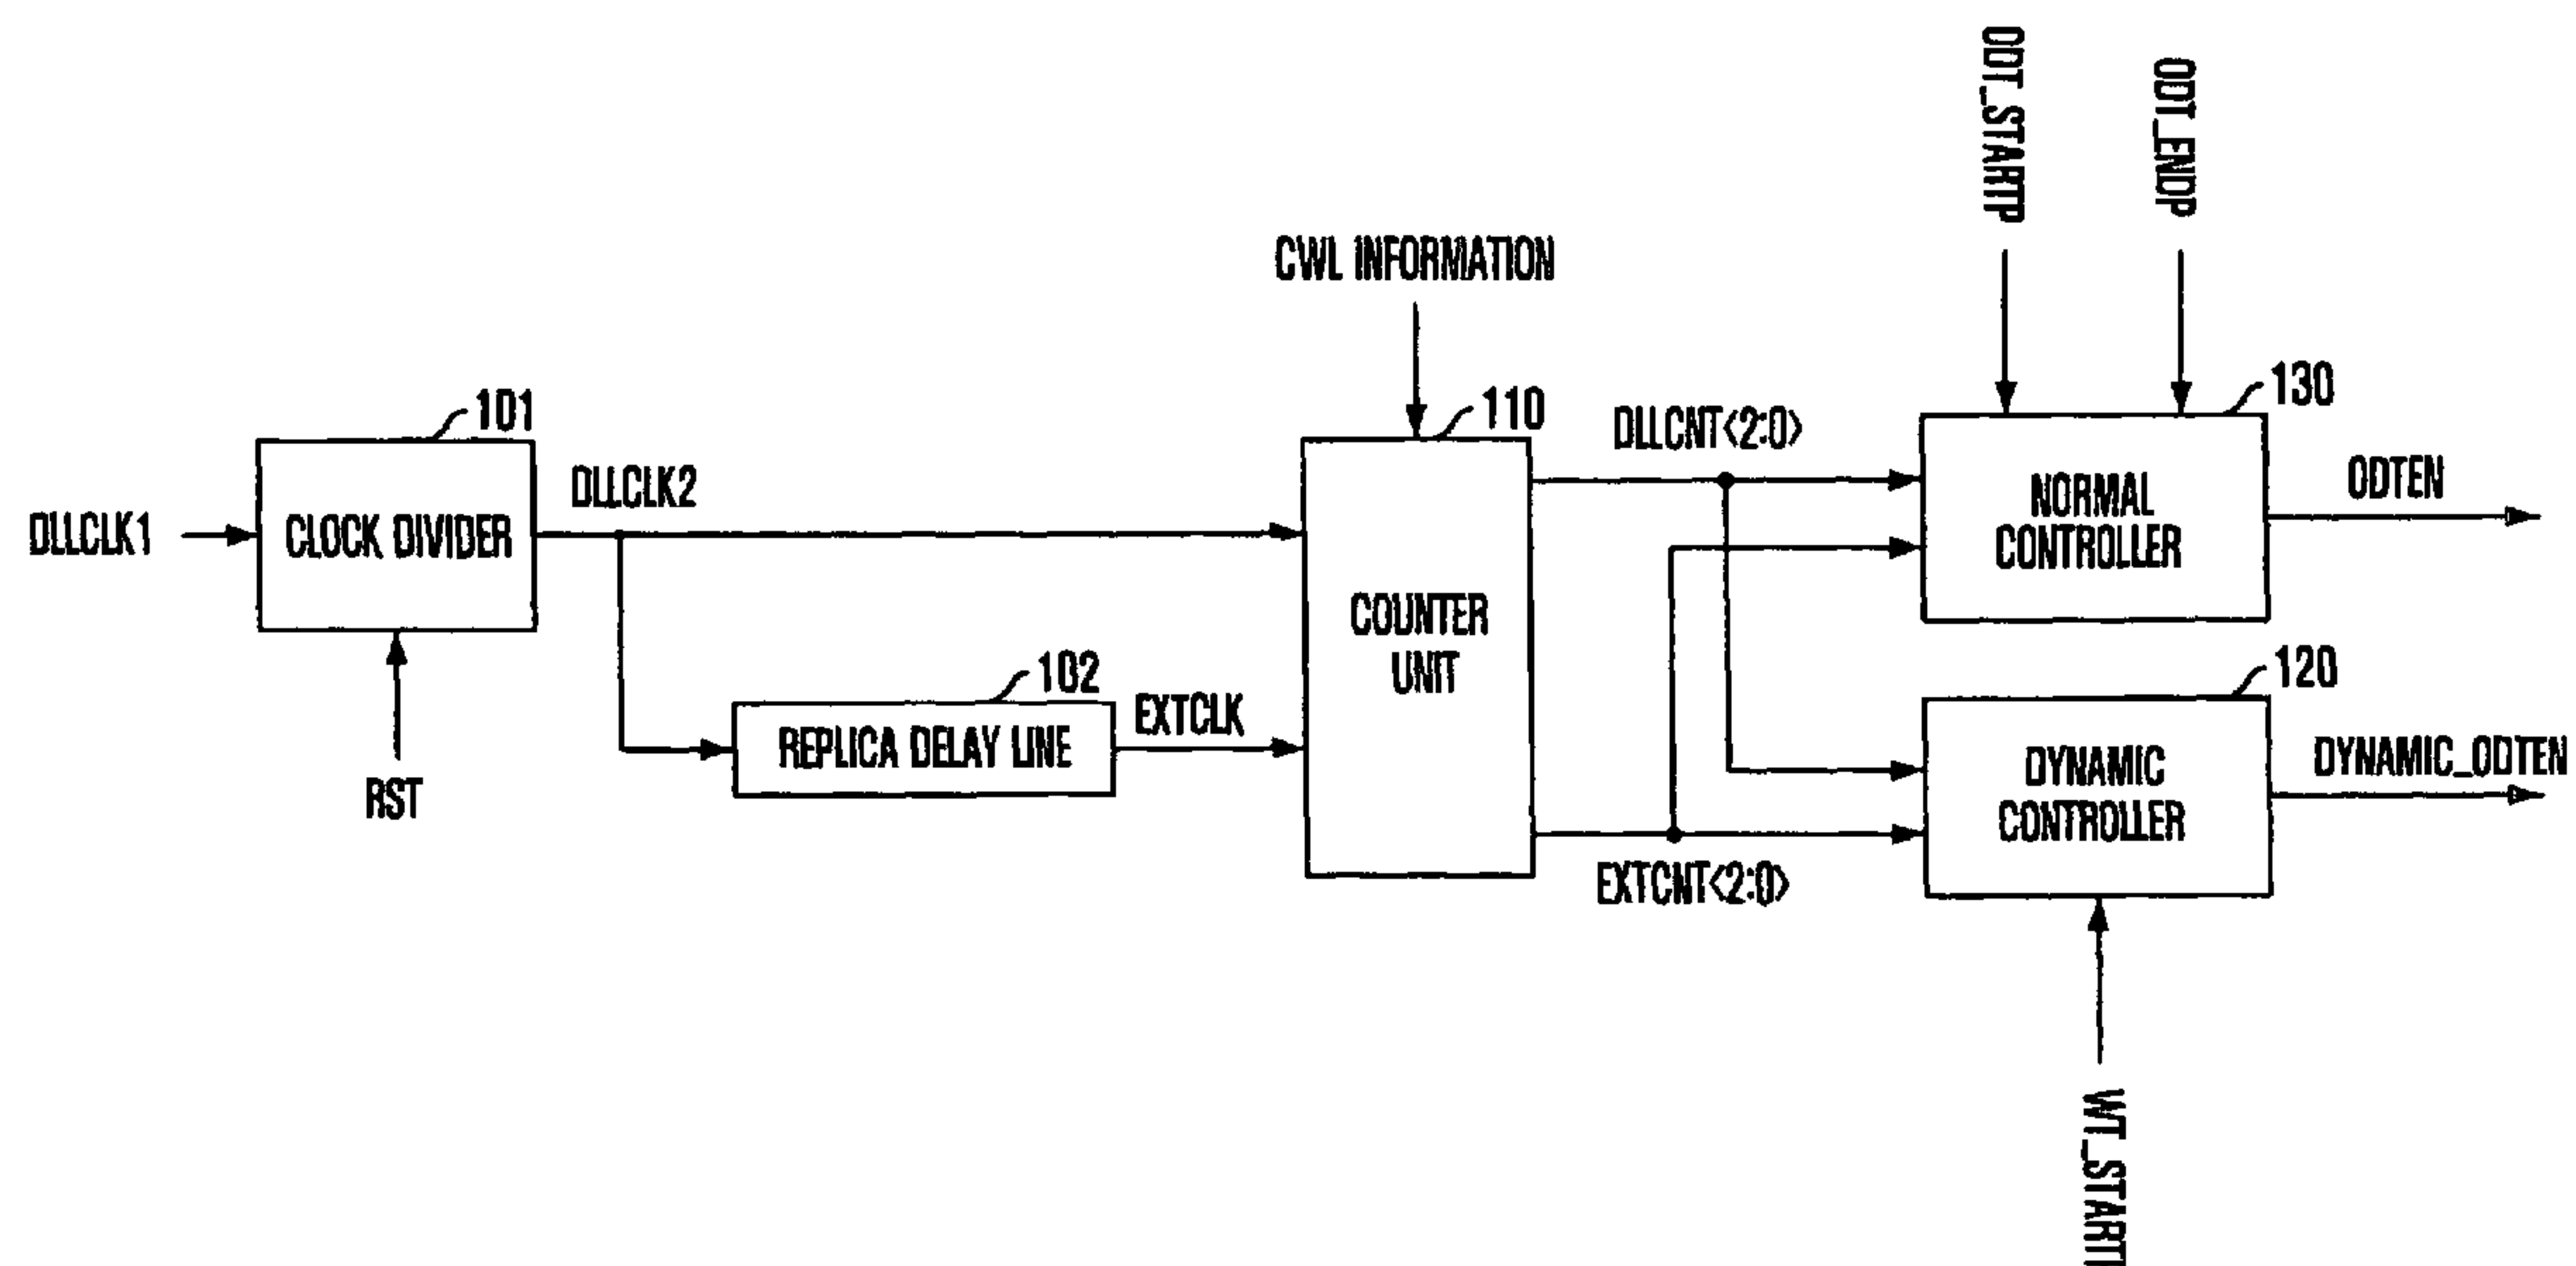 ODT_STARTP
ODT_ENDP
CWL INFORMATION
101
110
130
DLLCLK1
CLOCK DIVIDER
DLLCLK2
DLLCNT<2:0>
NORMAL
CONTROLLER
ODTEN
COUNTER
UNIT
102
120
REPLICA DELAY LINE
EXTCLK
RST
EXTCNT<2:0>
DYNAMIC
CONTROLLER
DYNAMIC_ODTEN